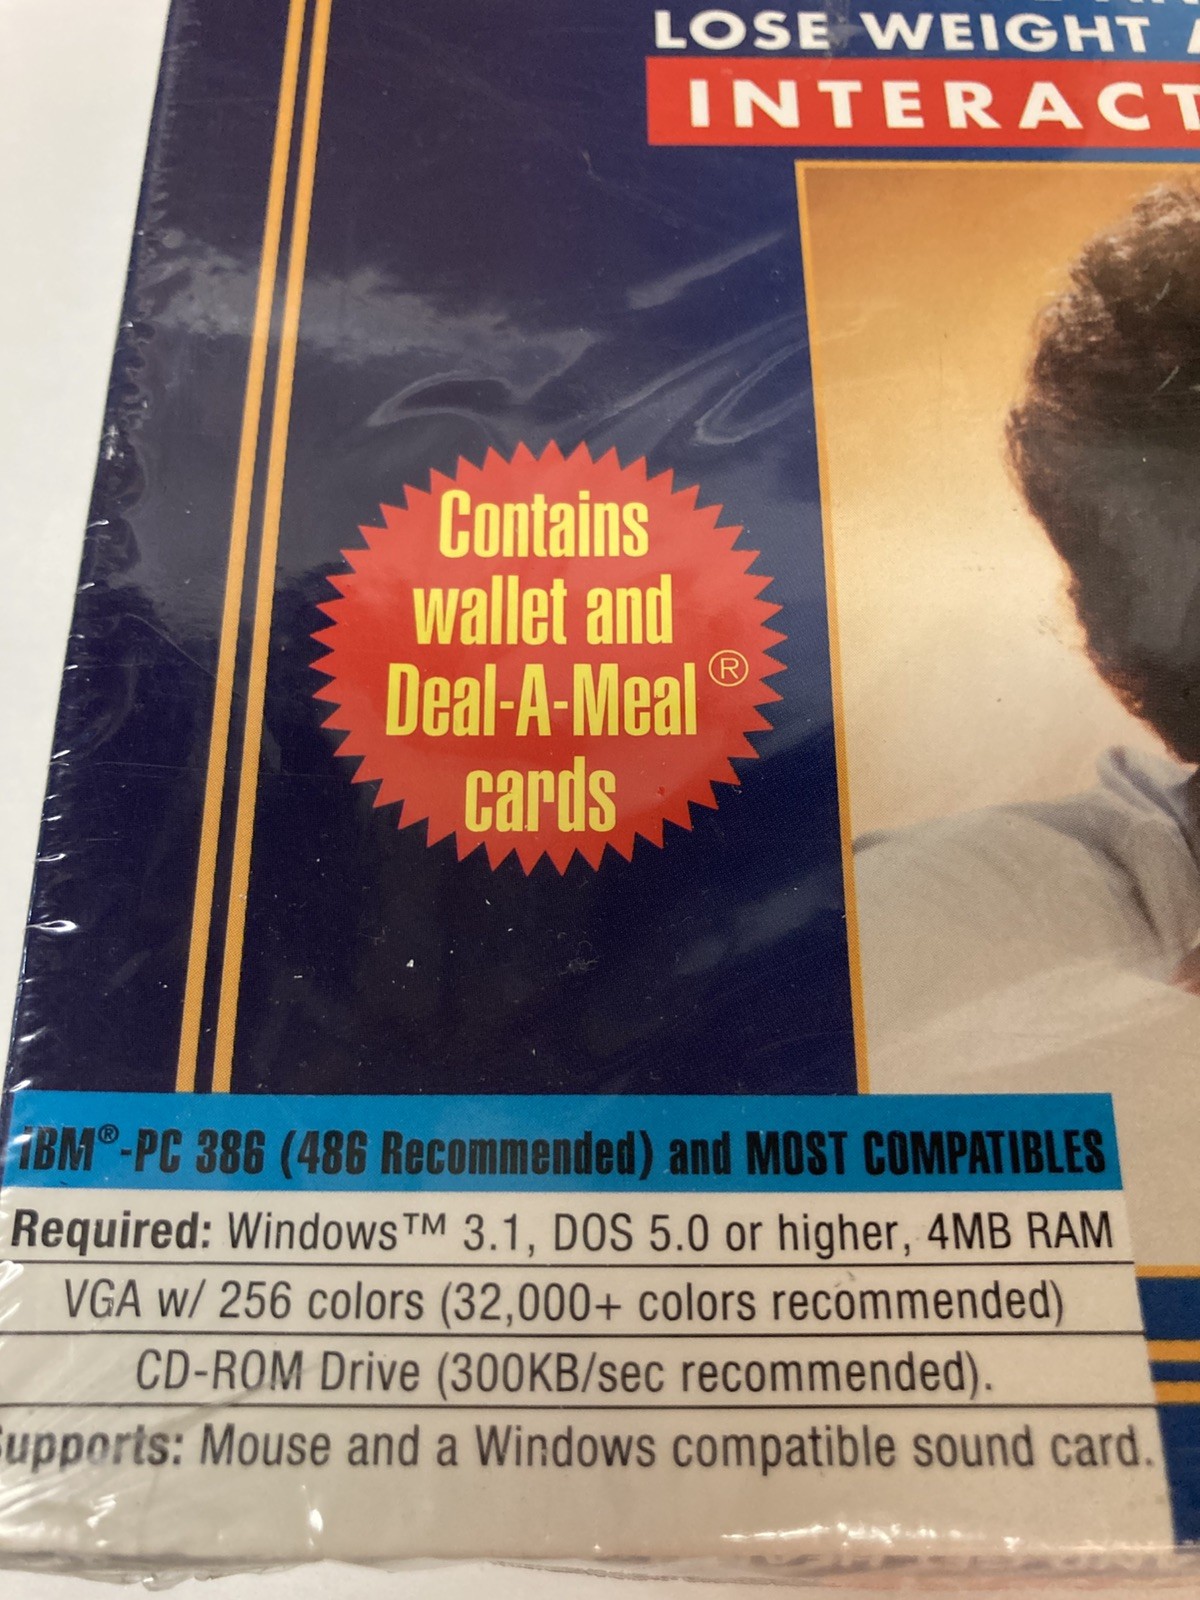 LOSE WEIGHT
INTERACT
Contains
wallet and
Deal-A-Meal®
cards
IBM®-PC 386 (486 Recommended) and MOST COMPATIBLES
Required: Windows™ 3.1, DOS 5.0 or higher, 4MB RAM
VGA w/ 256 colors (32,000+ colors recommended)
CD-ROM Drive (300KB/sec recommended).
Supports: Mouse and a Windows compatible sound card.